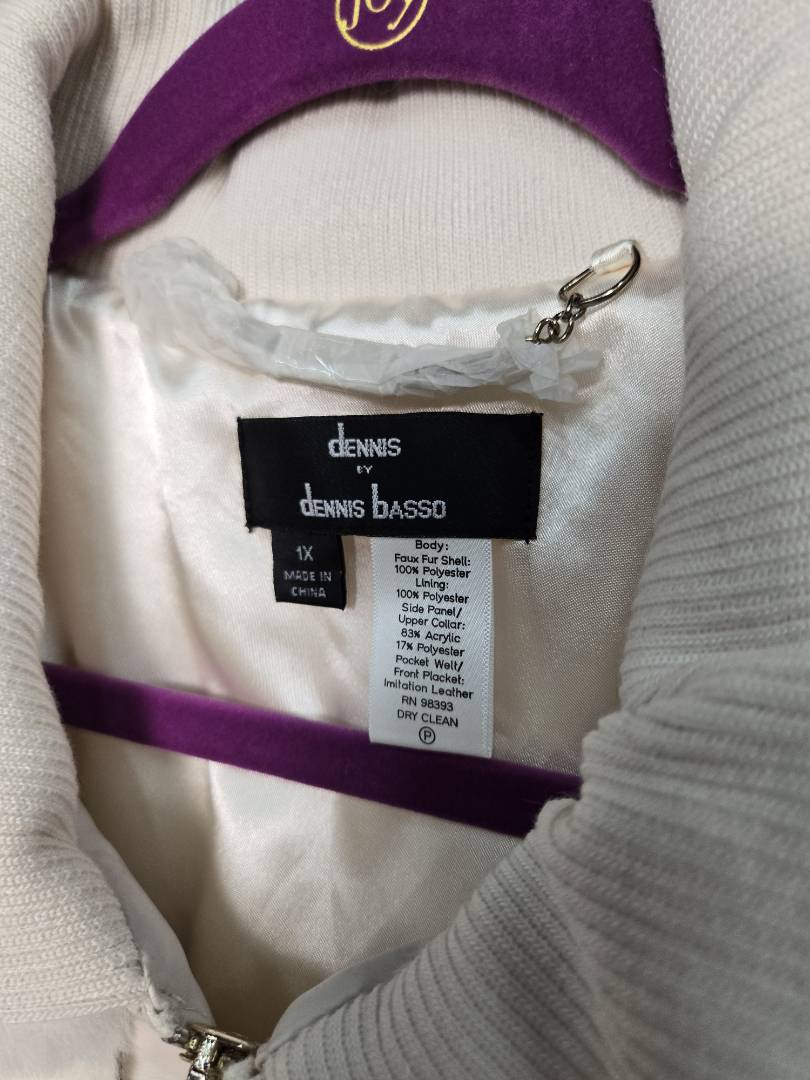 Joy
dENNIS
BY
dENNIS bASSO
1X
MADE IN
CHINA
Body:
Faux Fur Shell:
100% Polyester
Lining:
100% Polyester
Side Panel/
Upper Collar:
83% Acrylic
17% Polyester
Pocket Welt/
Front Placket:
Imitation Leather
RN 98393
DRY CLEAN
P